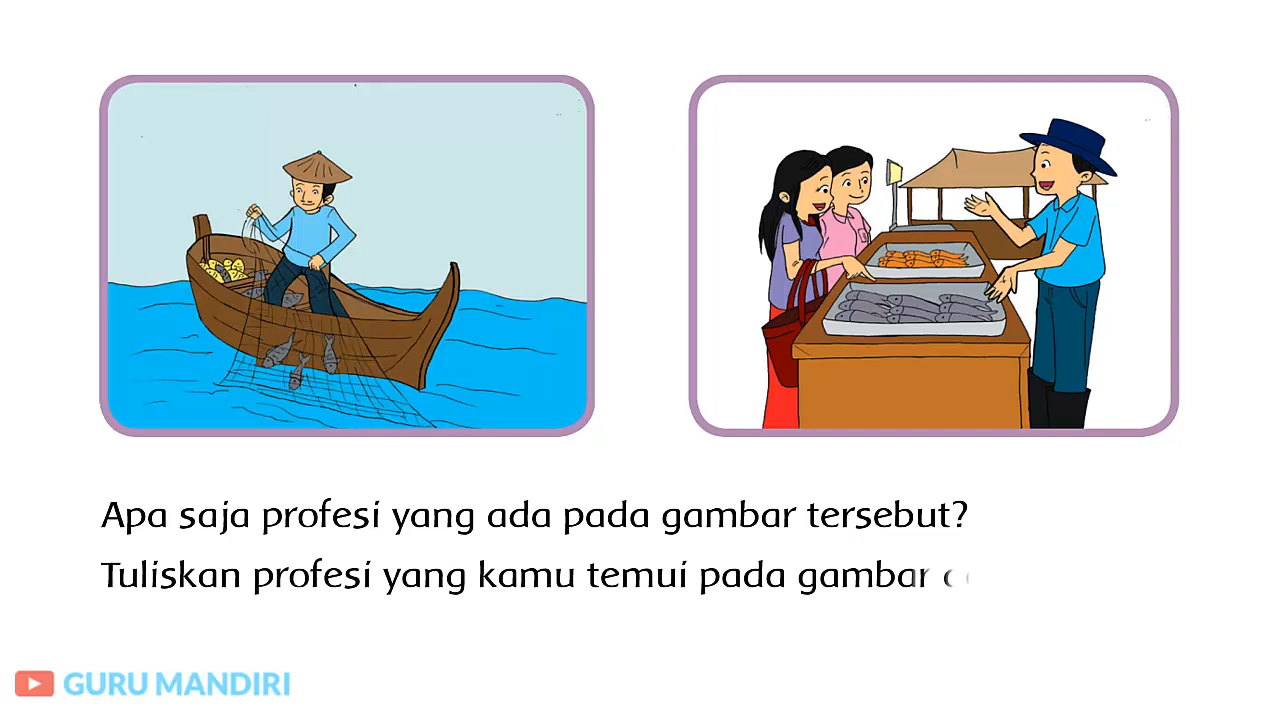 Apa saja profesi yang ada pada gambar tersebut?
Tuliskan profesi yang kamu temui pada gambar
GURU MANDIRI